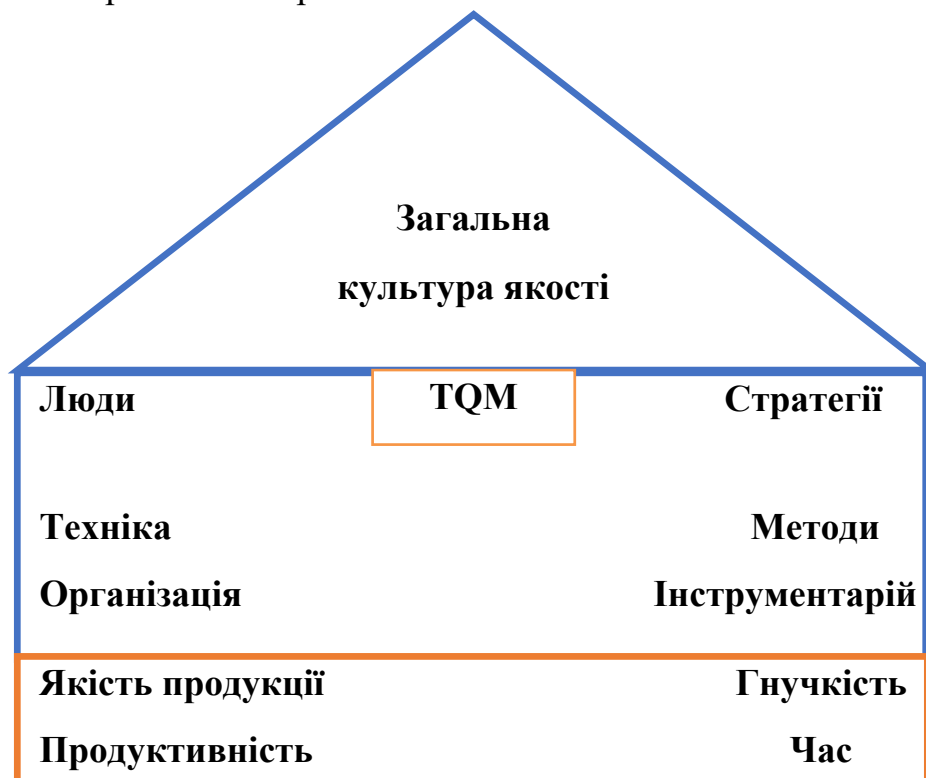 Загальна
культура якості
Люди TQM Стратегії
Техніка Методи
Організація Інструментарій
Якість продукції Гнучкість
Продуктивність Час